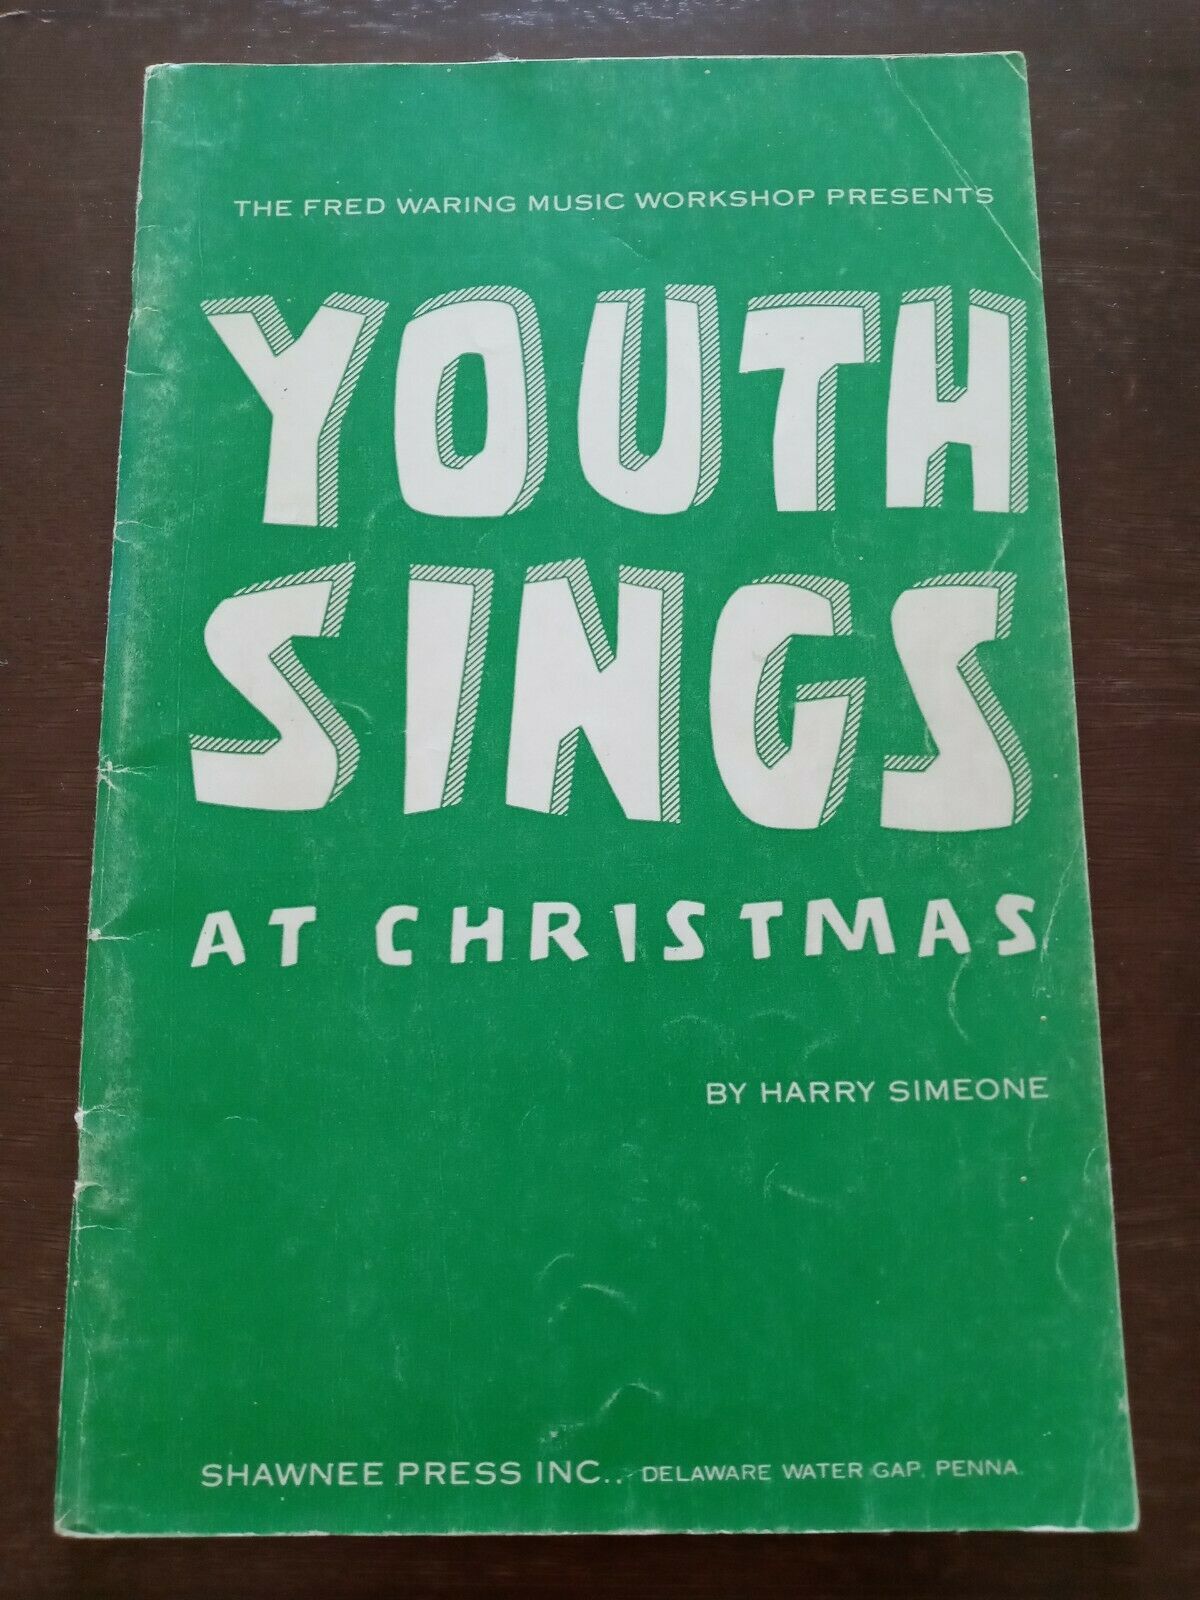 THE FRED WARING MUSIC WORKSHOP PRESENTS
YOUTH
SINGS
AT CHRISTMAS
BY HARRY SIMEONE
SHAWNEE PRESS INC., DELAWARE WATER GAP, PENNA.